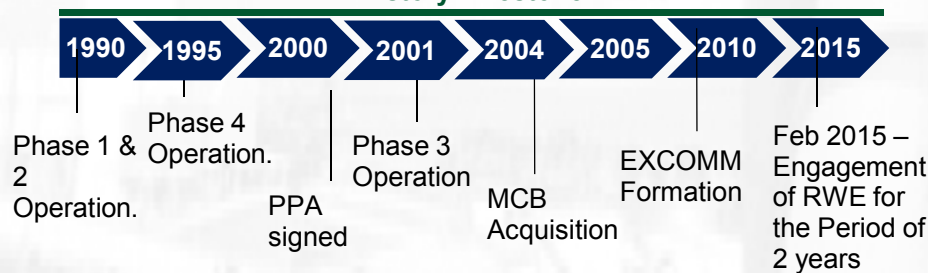 1990 1995 2000 2001 2004 2005 2010 2015
Phase 1 &
2
Operation.
Phase 4
Operation.
PPA
signed
Phase 3
Operation
MCB
Acquisition
EXCOMM
Formation
Feb 2015 –
Engagement
of RWE for
the Period of
2 years